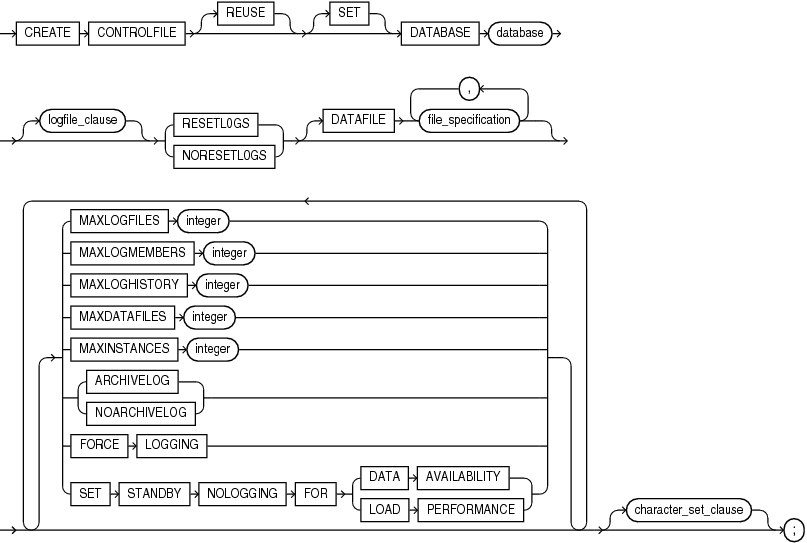 REUSE SET
CREATE CONTROLFILE DATABASE database
,
logfile_clause RESETLOGS DATAFILE file_specification
NORESETLOGS
MAXLOGFILES integer
MAXLOGMEMBERS integer
MAXLOGHISTORY integer
MAXDATAFILES integer
MAXINSTANCES integer
ARCHIVELOG
NOARCHIVELOG
FORCE LOGGING
DATA AVAILABILITY
SET STANDBY NOLOGGING FOR
LOAD PERFORMANCE
character_set_clause
;